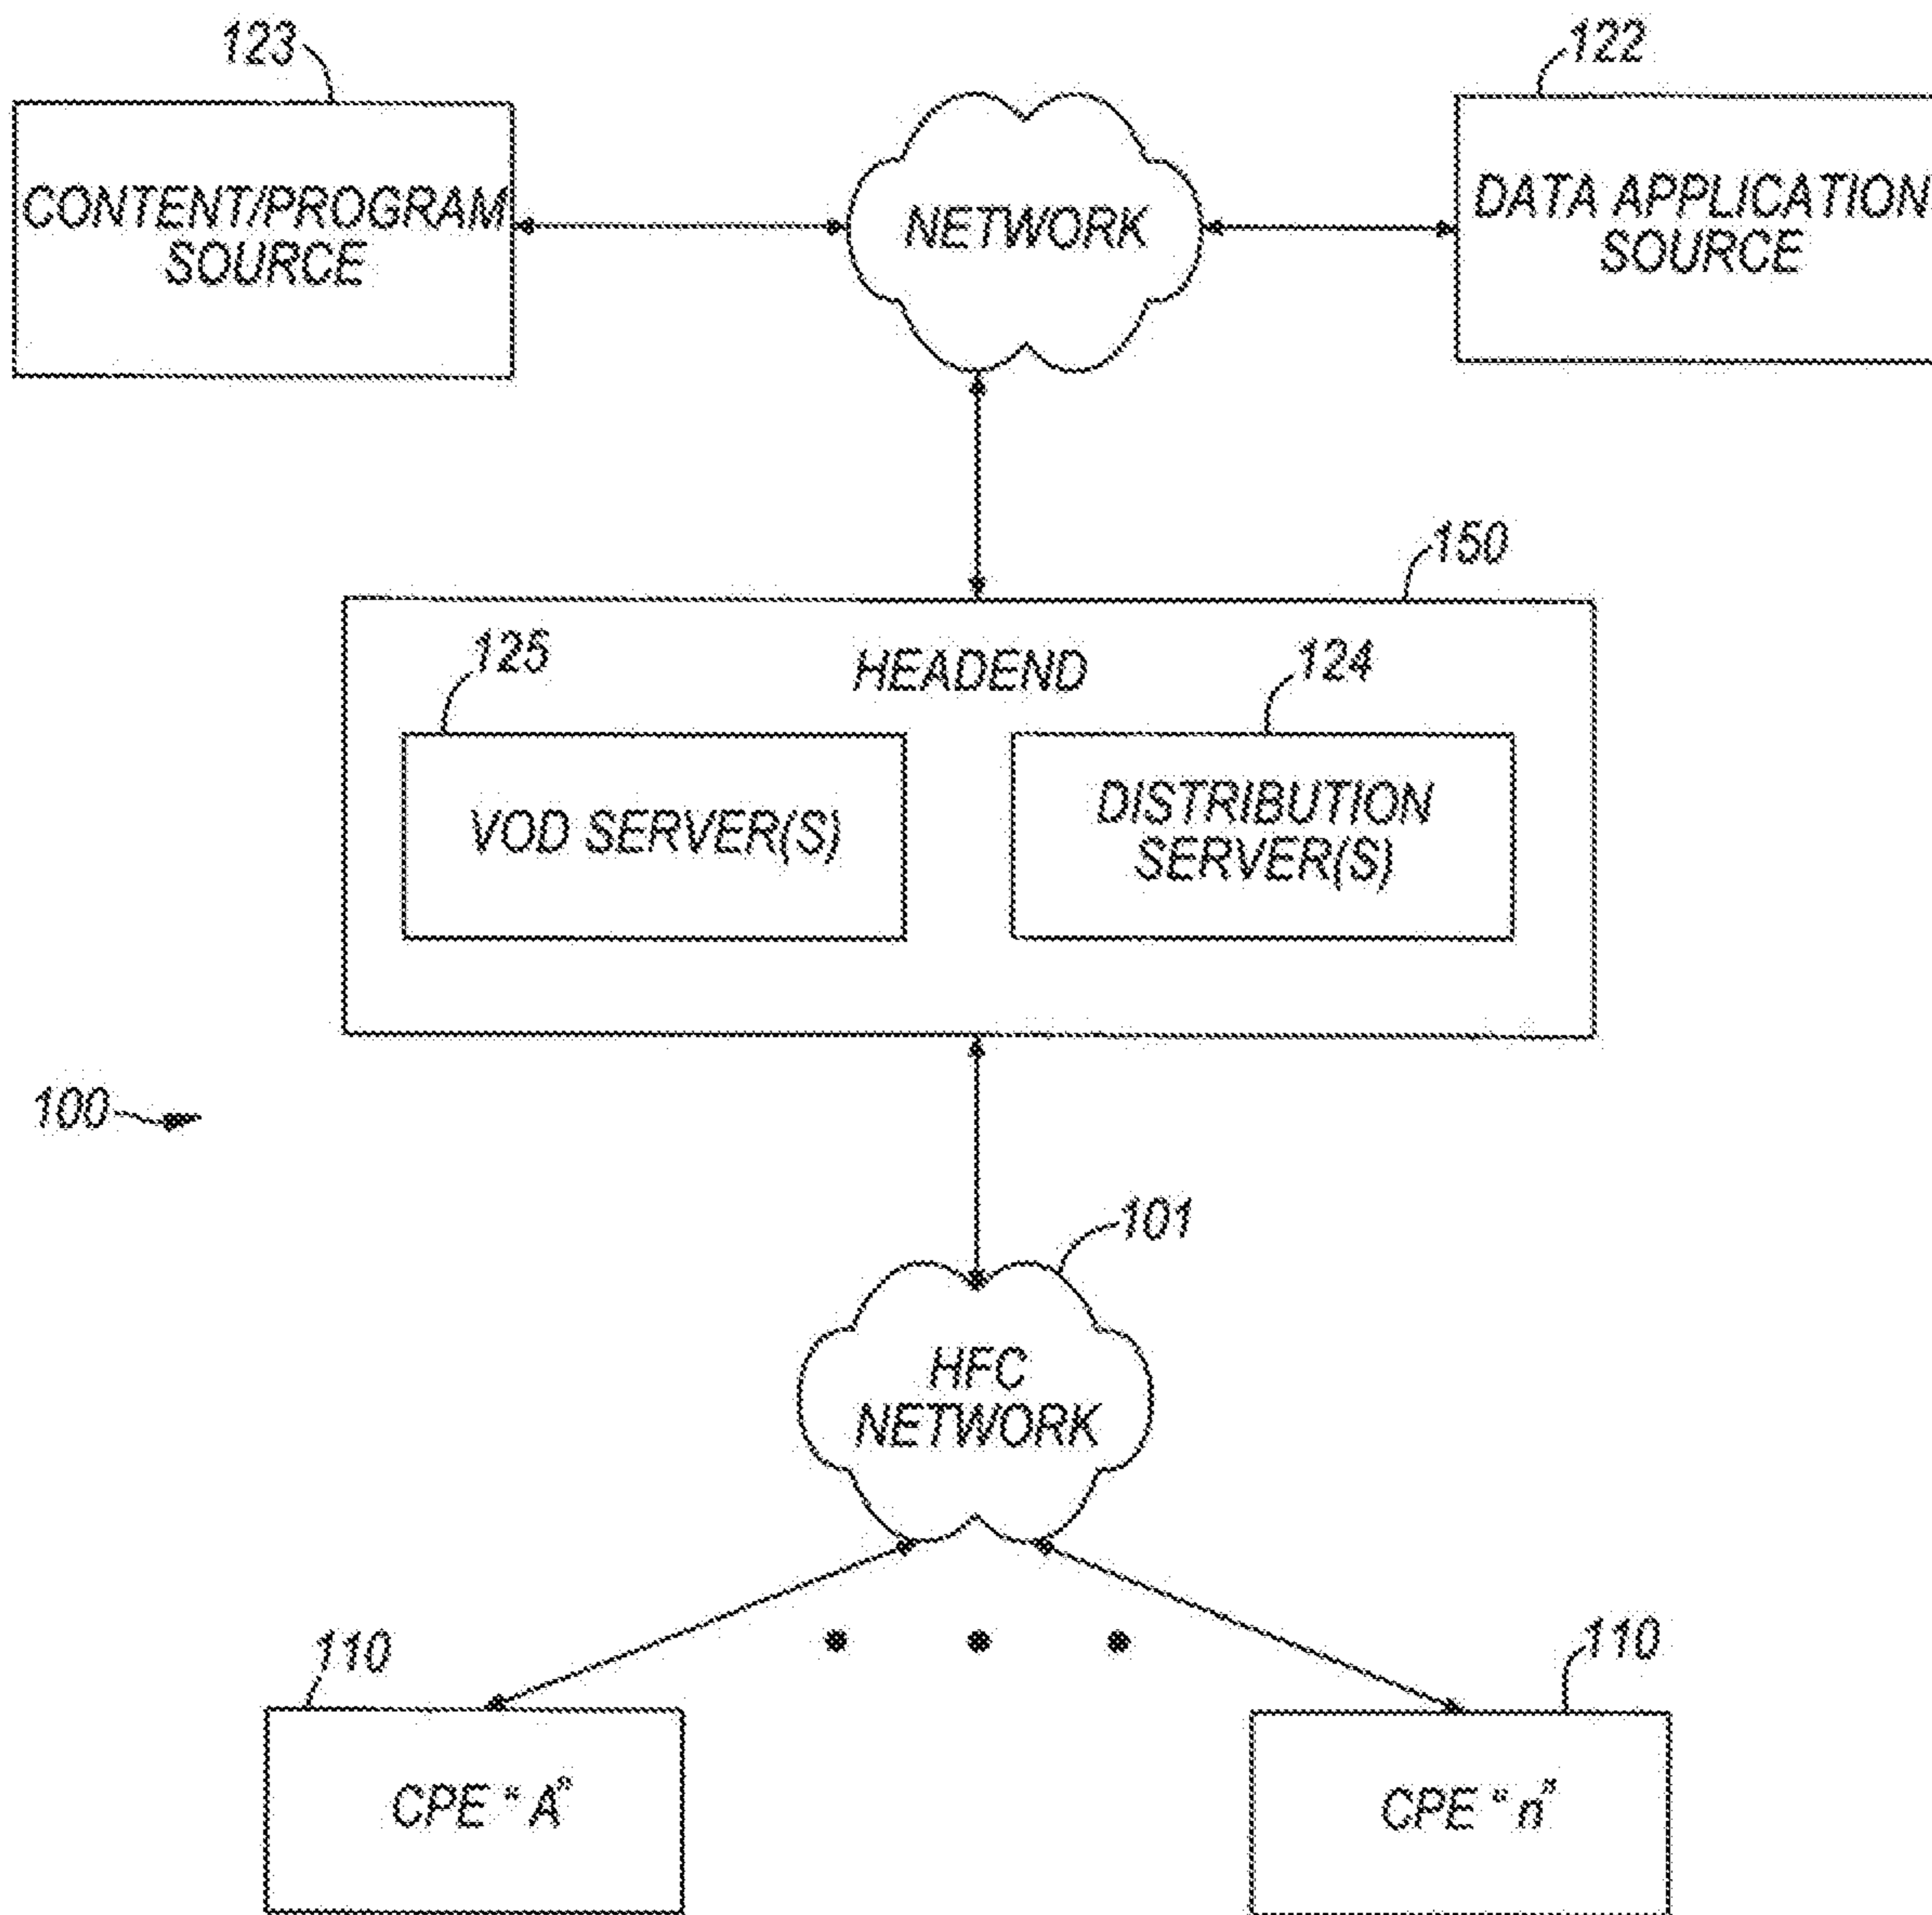 123
122
CONTENT/PROGRAM
SOURCE
NETWORK
DATA APPLICATION
SOURCE
150
HEADEND
125
124
VOD SERVER(S)
DISTRIBUTION
SERVER(S)
100
101
HFC
NETWORK
110
110
CPE "A"
CPE "n"